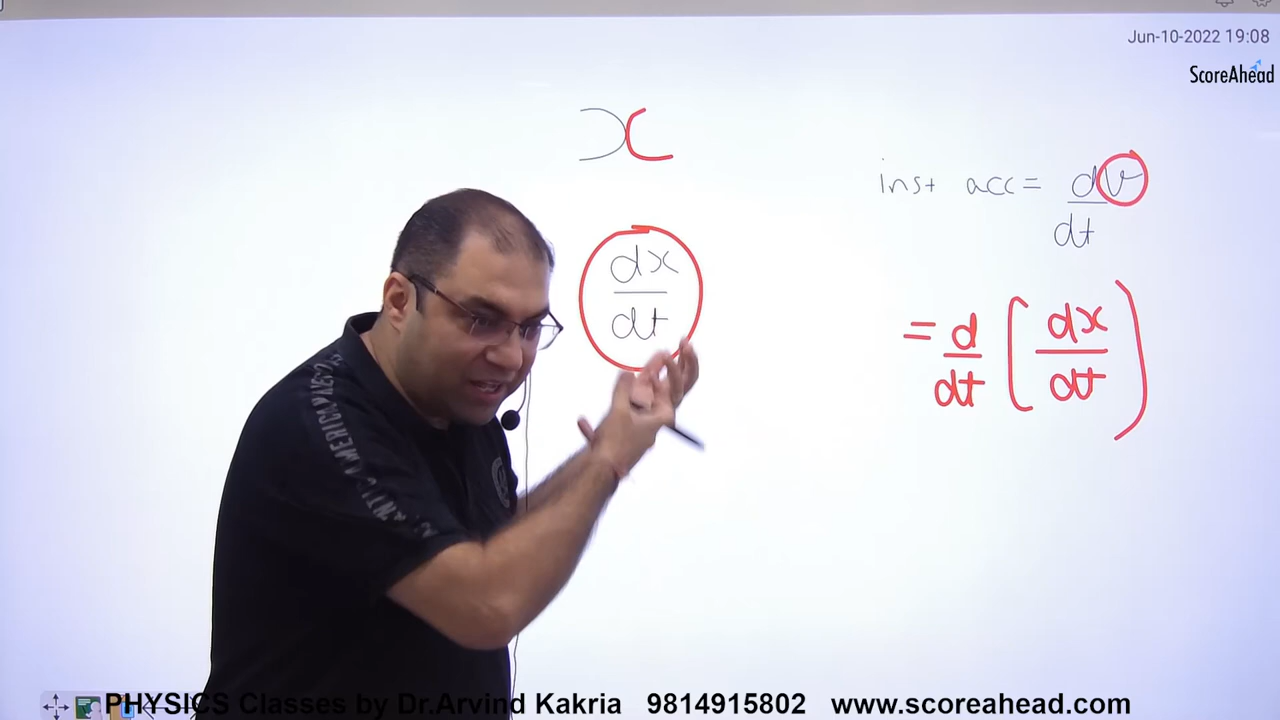 Jun-10-2022 19:08
ScoreAhead
x
inst acc = dv
dt
dx
dt
= d/dt (dx/dt)
PHYSICS Classes by Dr.Arvind Kakria 9814915802 www.scoreahead.com